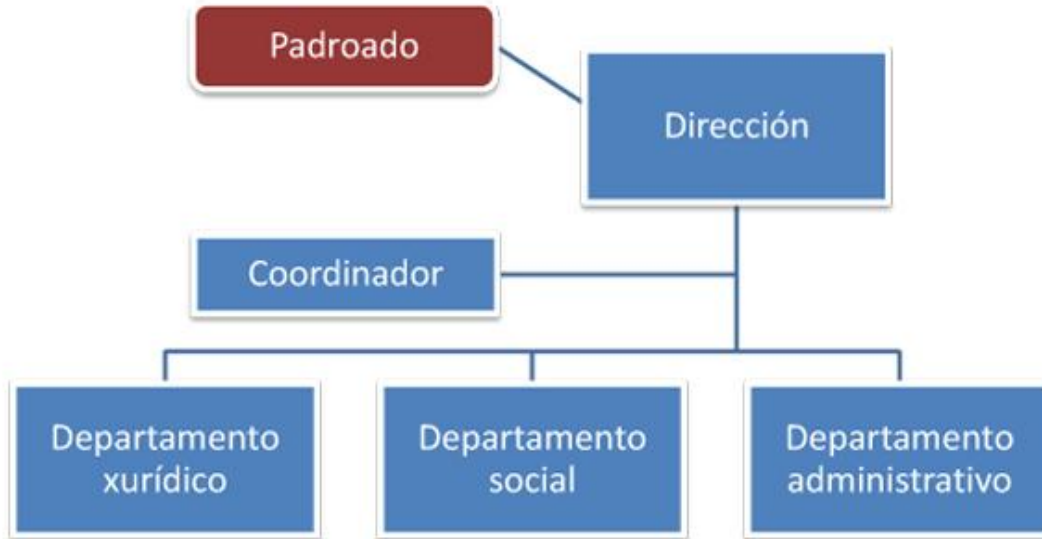 Padroado
Dirección
Coordinador
Departamento
xurídico
Departamento
social
Departamento
administrativo